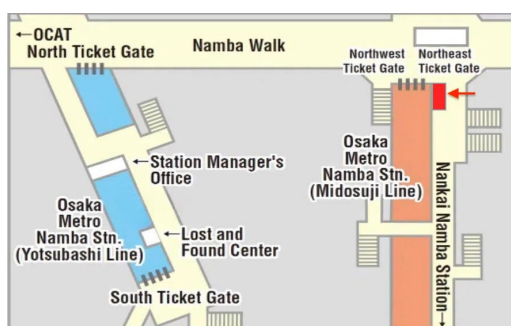 ←OCAT
North Ticket Gate
Namba Walk
Northwest
Ticket Gate
Northeast
Ticket Gate
←Station Manager's
Office
Osaka
Metro
Namba Stn.
(Midosuji Line)
Osaka
Metro
Namba Stn.
(Yotsubashi Line)
←Lost and
Found Center
South Ticket Gate
Nankai Namba Station→